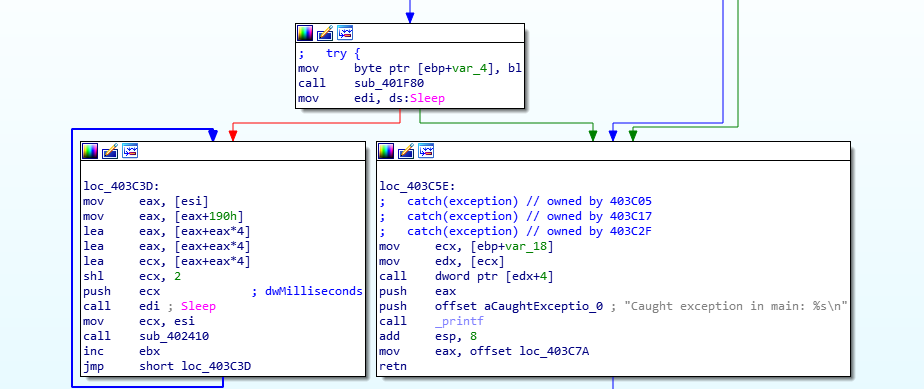 ;   try {
mov     byte ptr [ebp+var_4], bl
call    sub_401F80
mov     edi, ds:Sleep
loc_403C3D:
mov     eax, [esi]
mov     eax, [eax+190h]
lea     eax, [eax+eax*4]
lea     eax, [eax+eax*4]
lea     ecx, [eax+eax*4]
shl     ecx, 2
push    ecx             ; dwMilliseconds
call    edi ; Sleep
mov     ecx, esi
call    sub_402410
inc     ebx
jmp     short loc_403C3D
loc_403C5E:
;   catch(exception) // owned by 403C05
;   catch(exception) // owned by 403C17
;   catch(exception) // owned by 403C2F
mov     ecx, [ebp+var_18]
mov     edx, [ecx]
call    dword ptr [edx+4]
push    eax
push    offset aCaughtExceptio_0 ; "Caught exception in main: %s\n"
call    _printf
add     esp, 8
mov     eax, offset loc_403C7A
retn